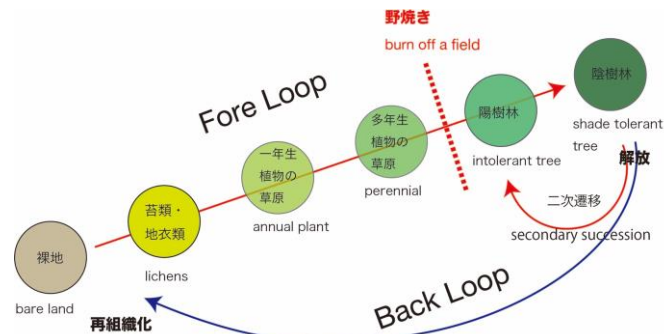 野焼き
burn off a field
Fore Loop
陰樹林
shade tolerant
tree
解放
陽樹林
intolerant tree
多年生
植物の
草原
perennial
一年生
植物の
草原
annual plant
苔類・
地衣類
lichens
裸地
bare land
二次遷移
secondary succession
Back Loop
再組織化